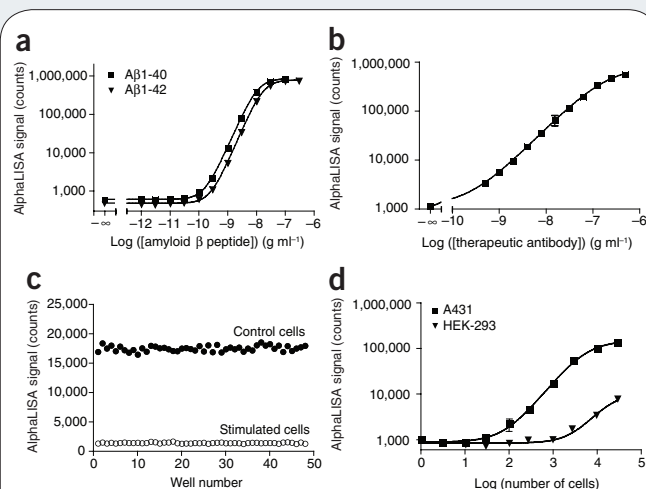 a
AlphaLISA signal (counts)
1,000,000
100,000
10,000
1,000
Aβ1-40
Aβ1-42
–∞ –12 –11 –10 –9 –8 –7 –6
Log ([amyloid β peptide]) (g ml⁻¹)
b
AlphaLISA signal (counts)
1,000,000
100,000
10,000
1,000
–∞ –10 –9 –8 –7 –6
Log ([therapeutic antibody]) (g ml⁻¹)
c
AlphaLISA signal (counts)
25,000
20,000
15,000
10,000
5,000
0
Control cells
Stimulated cells
0 10 20 30 40 50
Well number
d
AlphaLISA signal (counts)
1,000,000
100,000
10,000
1,000
A431
HEK-293
0 1 2 3 4 5
Log (number of cells)